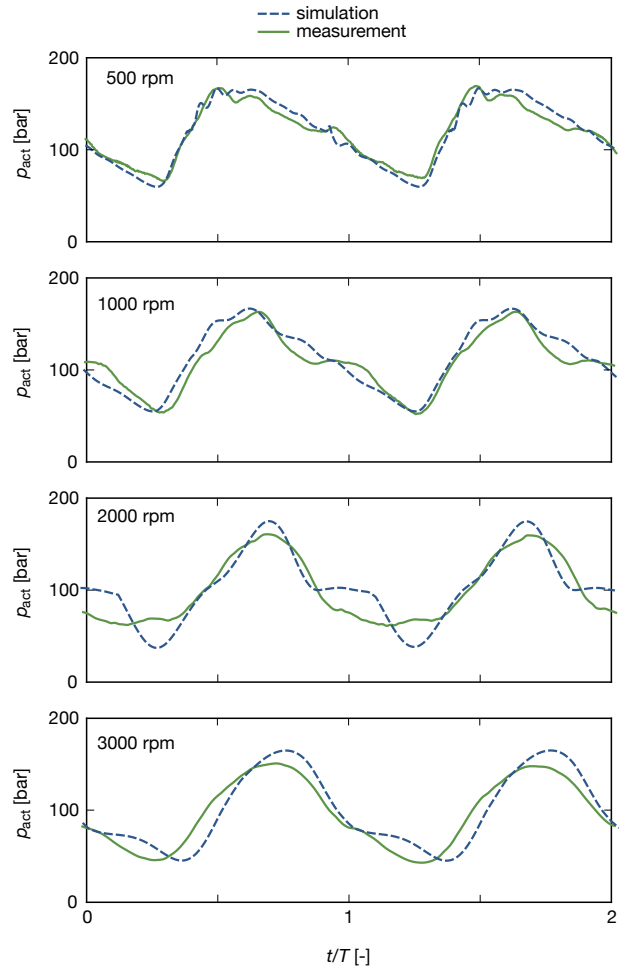 simulation
measurement
500 rpm
200
100
0
p_act [bar]
1000 rpm
200
100
0
p_act [bar]
2000 rpm
200
100
0
p_act [bar]
3000 rpm
200
100
0
p_act [bar]
0
1
2
t/T [-]